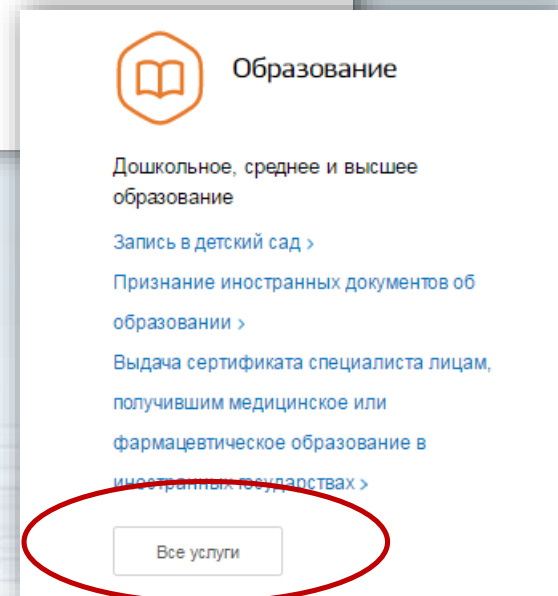 Образование
Дошкольное, среднее и высшее
образование
Запись в детский сад ›
Признание иностранных документов об
образовании ›
Выдача сертификата специалиста лицам,
получившим медицинское или
фармацевтическое образование в
иностранных государствах ›
Все услуги